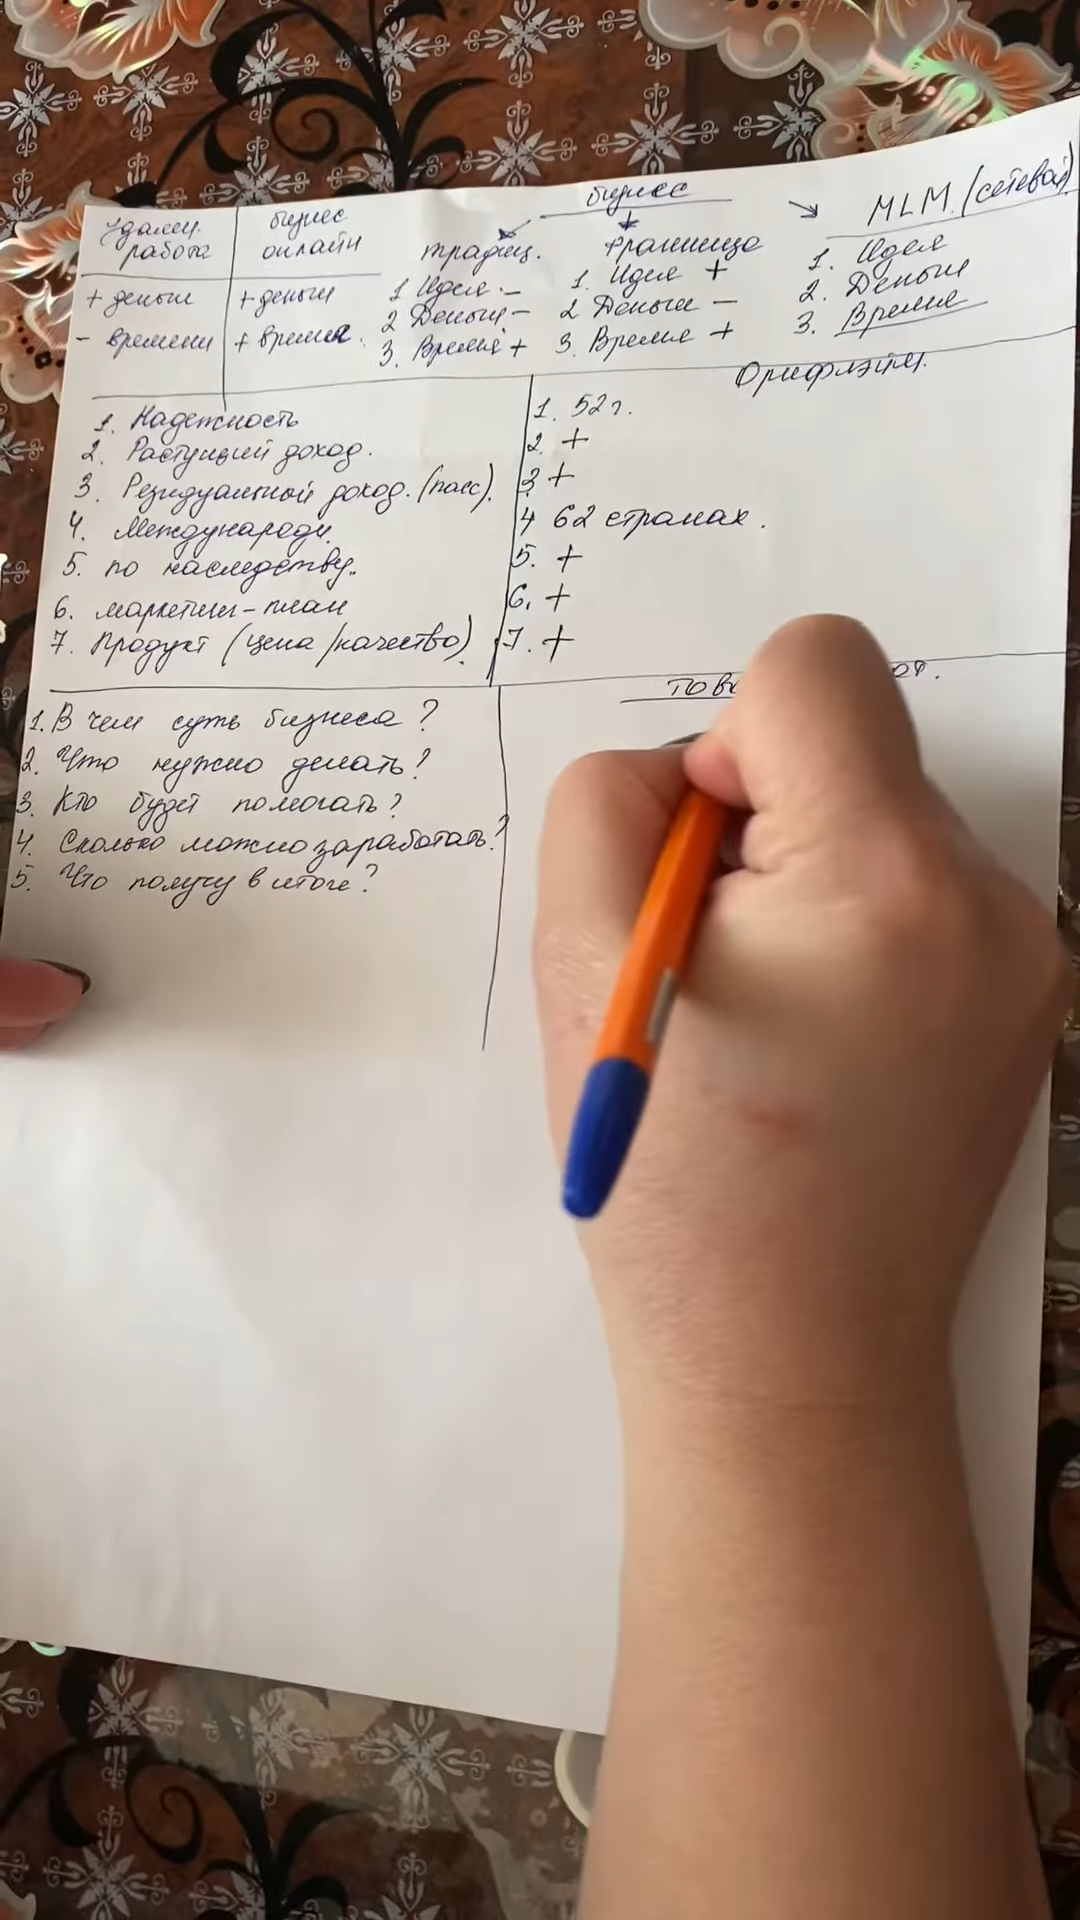 бизнес
MLM (сетевой)
удален. работа
бизнес онлайн
традиц.
франшиза
+ деньги
- времени
+ деньги
+ время.
1 Идея -
2 Деньги -
3. Время +
1. Идея +
2 Деньги -
3. Время +
1. Идея
2. Деньги
3. Время
Орифлэйм.
1. Надежность
2. Растущий доход.
3. Резидуальный доход. (пасс).
4. Международн.
5. по наследству.
6. маркетинг-план
7. Продукт (цена/качество)
1. 52 г.
2. +
3 +
4 62 странах.
5. +
6. +
7. +
1. В чем суть бизнеса?
2. Что нужно делать?
3. Кто будет помогать?
4. Сколько можно заработать?
5. Что получу в итоге?